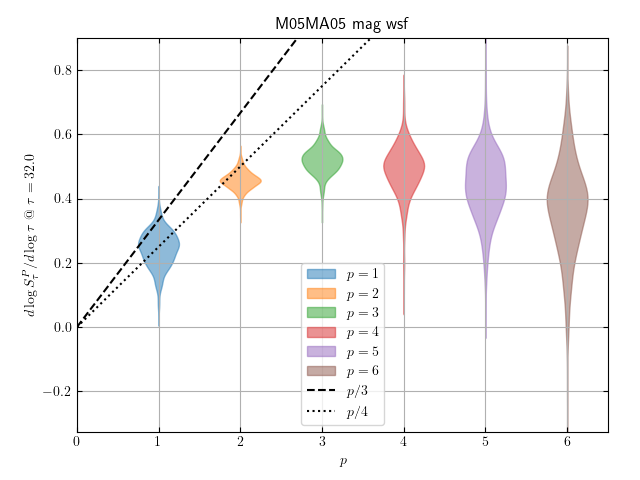 M05MA05 mag wsf
d log S_τ^P / d log τ @ τ = 32.0
0.8
0.6
0.4
0.2
0.0
−0.2
p = 1
p = 2
p = 3
p = 4
p = 5
p = 6
p/3
p/4
0 1 2 3 4 5 6
p